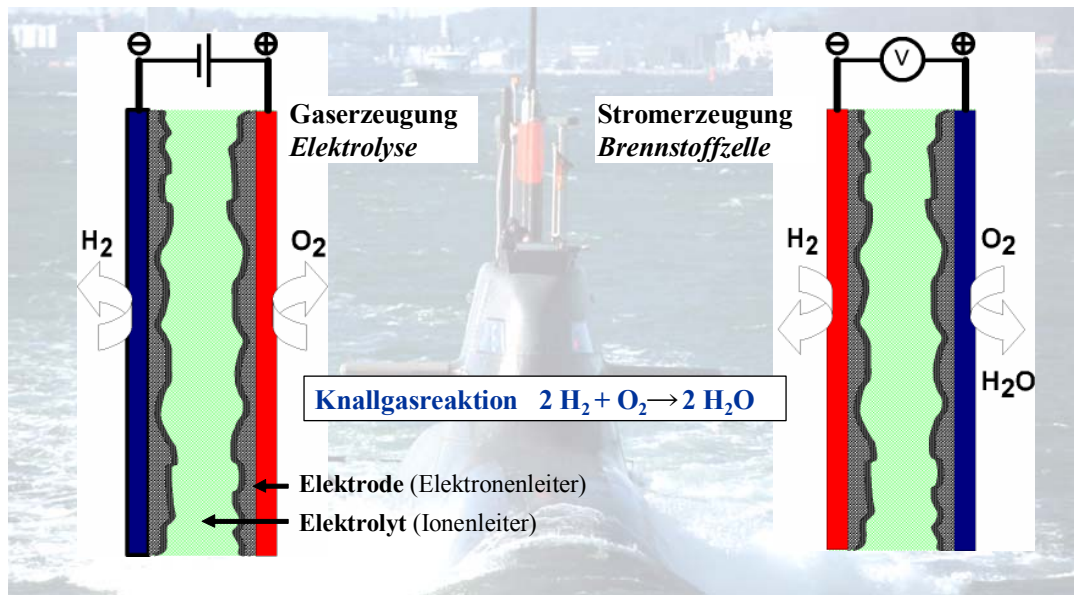 ⊖ ⊕
Gaserzeugung
Elektrolyse
H₂
O₂
⊖ ⊕
V
Stromerzeugung
Brennstoffzelle
H₂
O₂
H₂O
Knallgasreaktion 2 H₂ + O₂→2 H₂O
Elektrode (Elektronenleiter)
Elektrolyt (Ionenleiter)